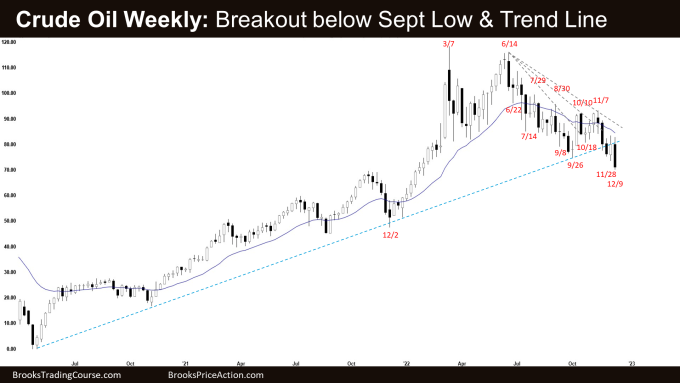 Crude Oil Weekly: Breakout below Sept Low & Trend Line
120.00
110.00
100.00
90.00
80.00
70.00
60.00
50.00
40.00
30.00
20.00
10.00
0.00
3/7
6/14
7/29
8/30
6/22
10/10
11/7
7/14
10/18
9/8
9/26
11/28
12/9
12/2
Jul
Oct
'21
Apr
Jul
Oct
'22
Apr
Jul
Oct
'23
BrooksTradingCourse.com
BrooksPriceAction.com